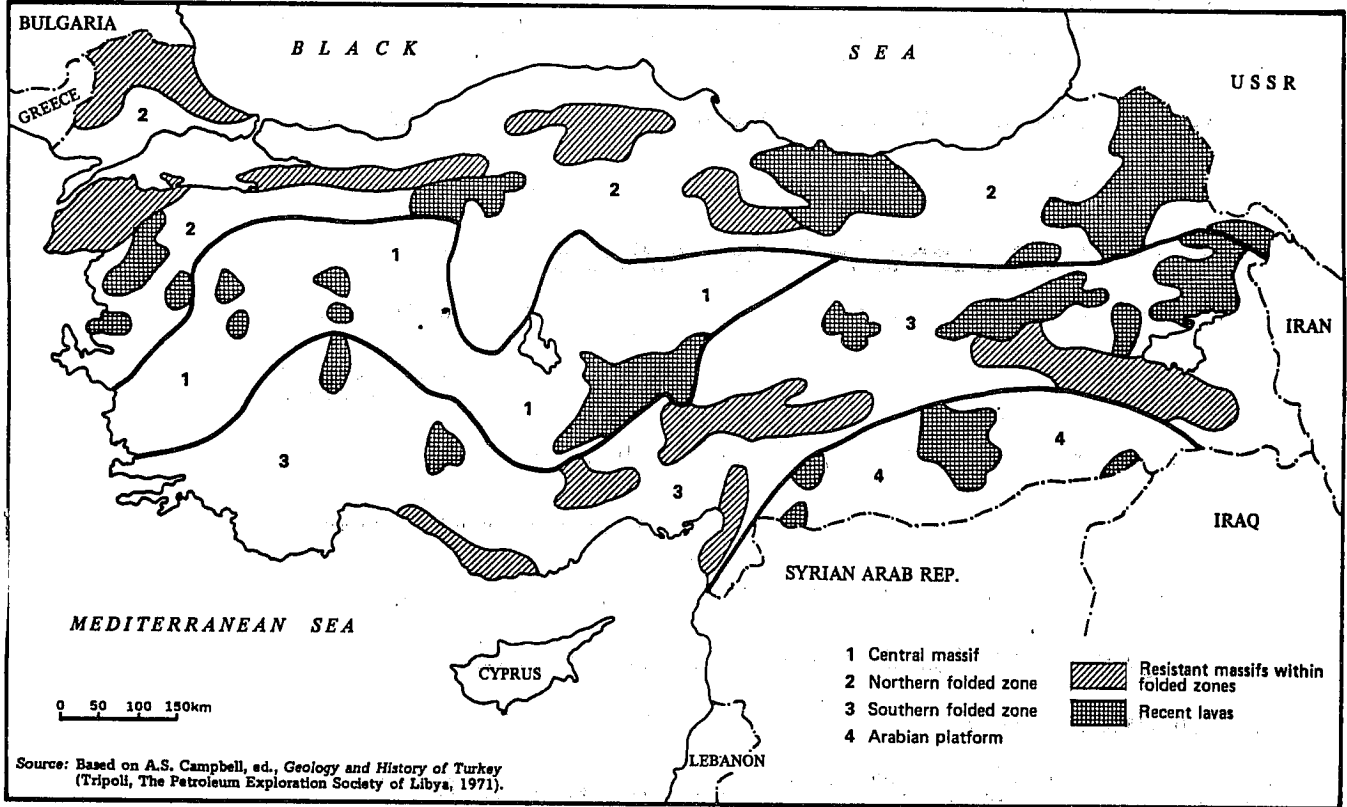 BULGARIA
BLACK SEA
USSR
GREECE
2
2
2
2
1
1
3
IRAN
1
1
3
4
4
3
IRAQ
SYRIAN ARAB REP.
MEDITERRANEAN SEA
CYPRUS
LEBANON
0 50 100 150km
1 Central massif
2 Northern folded zone
3 Southern folded zone
4 Arabian platform
Resistant massifs within
folded zones
Recent lavas
Source: Based on A.S. Campbell, ed., Geology and History of Turkey
(Tripoli, The Petroleum Exploration Society of Libya, 1971).